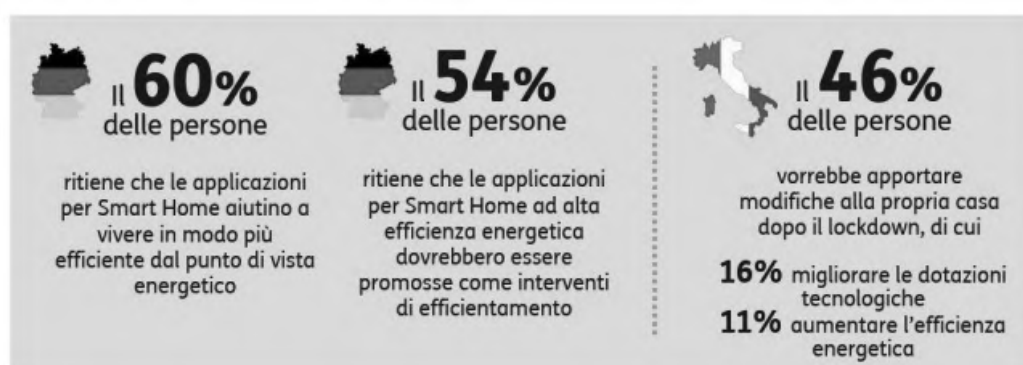 Il 60%
delle persone
ritiene che le applicazioni
per Smart Home aiutino a
vivere in modo più
efficiente dal punto di vista
energetico
Il 54%
delle persone
ritiene che le applicazioni
per Smart Home ad alta
efficienza energetica
dovrebbero essere
promosse come interventi
di efficientamento
Il 46%
delle persone
vorrebbe apportare
modifiche alla propria casa
dopo il lockdown, di cui
16% migliorare le dotazioni
tecnologiche
11% aumentare l'efficienza
energetica